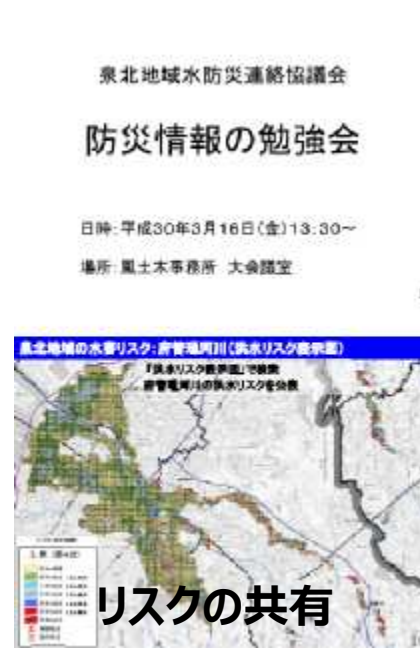 泉北地域水防災連絡協議会
防災情報の勉強会
日時:平成30年3月16日(金)13:30~
場所:鳳土木事務所 大会議室
泉北地域の水害リスク:府管理河川(洪水リスク表示図)
「洪水リスク表示図」で検索
府管理河川の洪水リスクを公表
リスクの共有